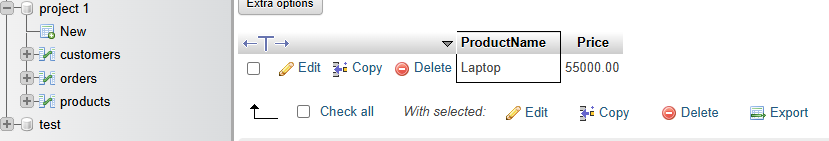 project 1
New
customers
orders
products
test
Extra options
ProductName Price
Edit Copy Delete Laptop 55000.00
Check all With selected: Edit Copy Delete Export